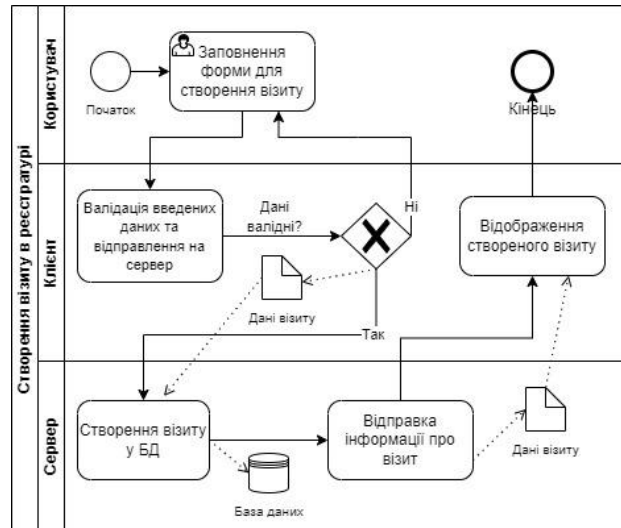 Створення візиту в реєстратурі
Користувач
Початок
Заповнення
форми для
створення візиту
Кінець
Клієнт
Валідація введених
даних та
відправлення на
сервер
Дані
валідні?
Ні
Так
Дані візиту
Відображення
створеного візиту
Сервер
Створення візиту
у БД
База даних
Відправка
інформації про
візит
Дані візиту